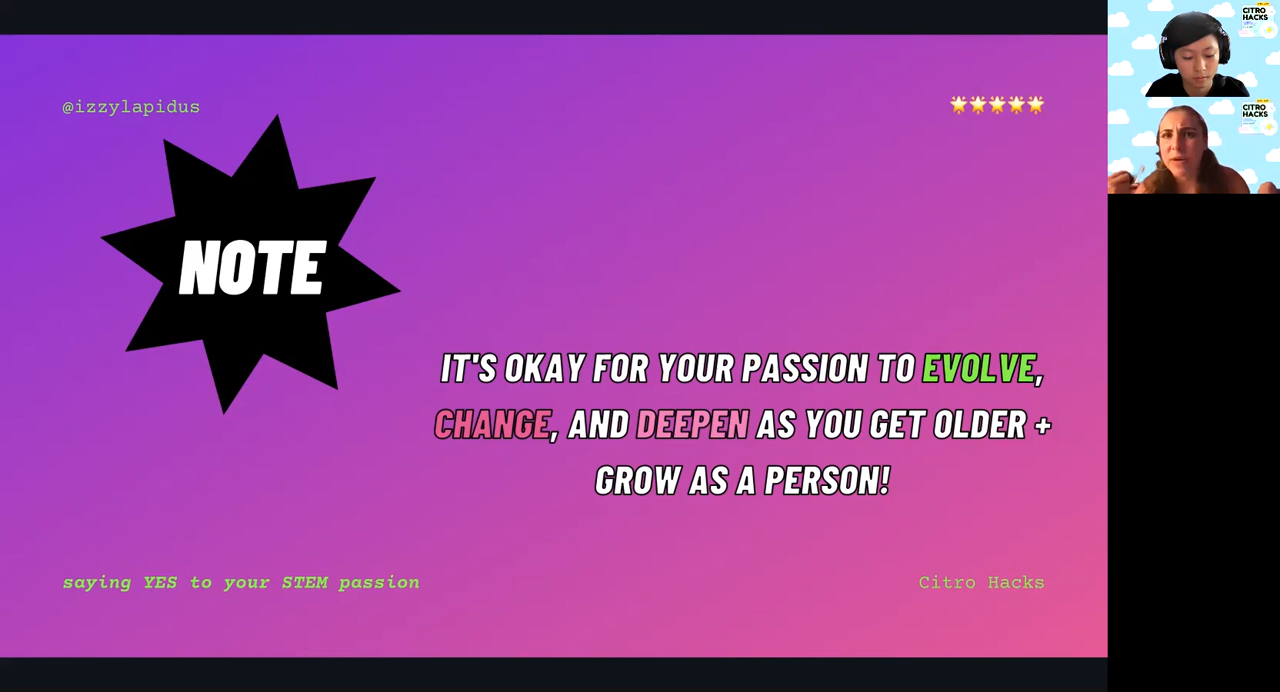 @izzylapidus
NOTE
IT'S OKAY FOR YOUR PASSION TO EVOLVE,
CHANGE, AND DEEPEN AS YOU GET OLDER +
GROW AS A PERSON!
saying YES to your STEM passion
Citro Hacks
CITRO
HACKS
CITRO
HACKS